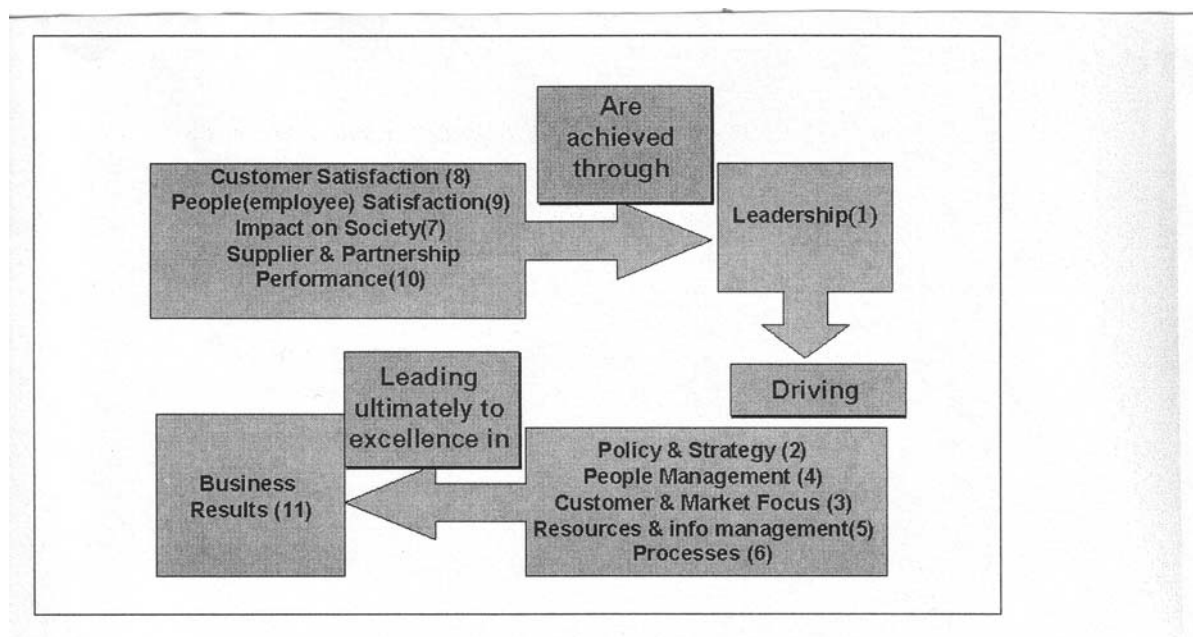 Are
achieved
through
Customer Satisfaction (8)
People(employee) Satisfaction(9)
Impact on Society(7)
Supplier & Partnership
Performance(10)
Leadership(1)
Driving
Leading
ultimately to
excellence in
Policy & Strategy (2)
People Management (4)
Customer & Market Focus (3)
Resources & info management(5)
Processes (6)
Business
Results (11)